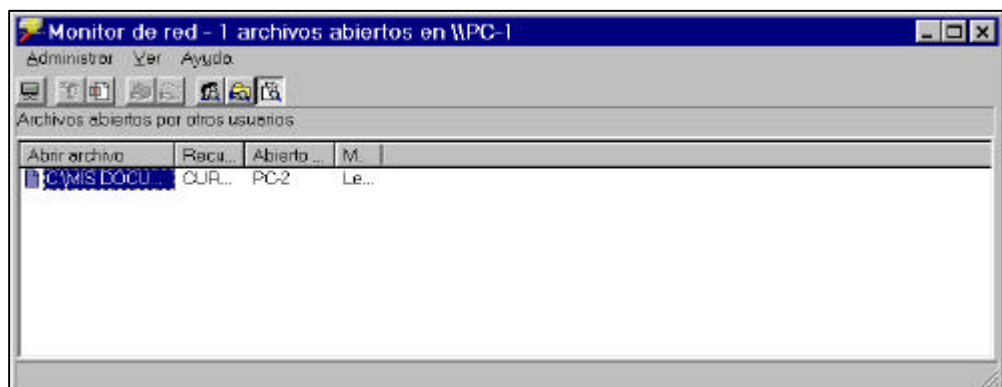 Monitor de red - 1 archivos abiertos en \\PC-1
Administrar Ver Ayuda
Archivos abiertos por otros usuarios
Abrir archivo Recu... Abierto ... M...
C:\MIS DOCU... CUR... PC-2 Le...